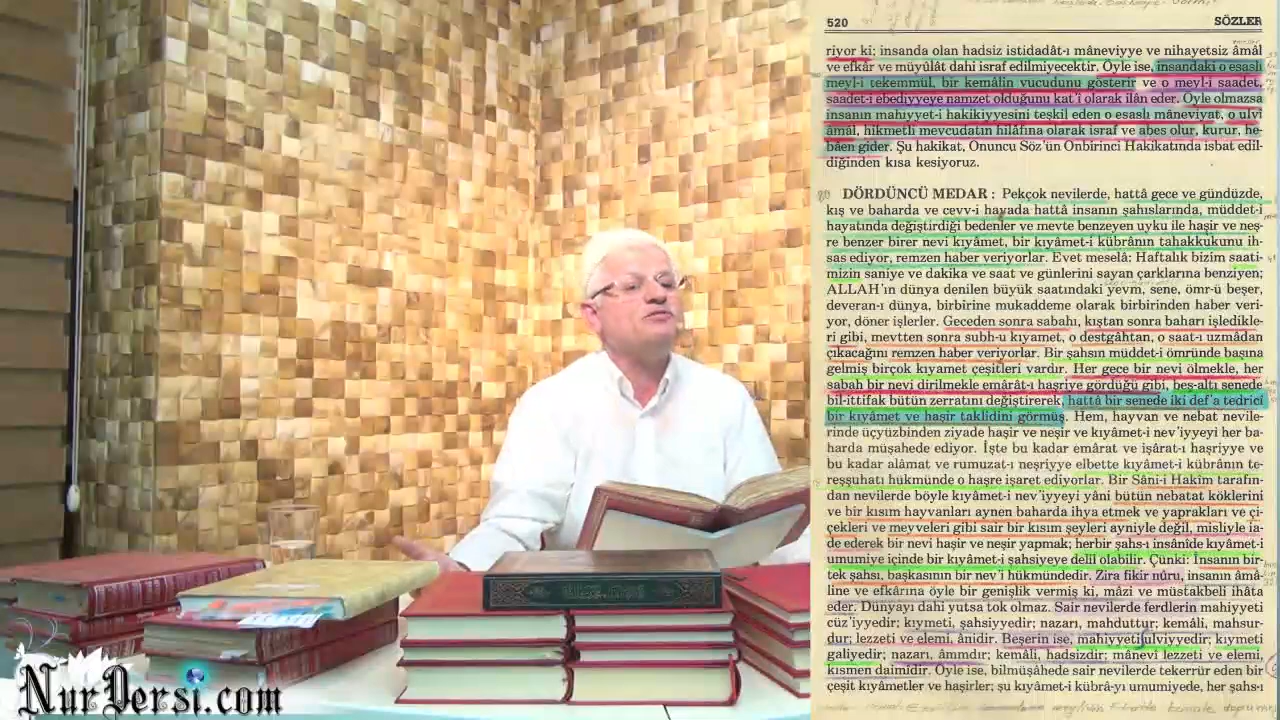 520 SÖZLER
riyor ki; insanda olan hadsiz istidadât-ı mâneviyye ve nihayetsiz âmâl
ve efkâr ve müyûlât dahi israf edilmiyecektir. Öyle ise, insandaki o esaslı
meyl-i tekemmül, bir kemâlin vücudunu gösterir ve o meyl-i saadet,
saadet-i ebediyyeye namzet olduğunu kat'î olarak ilân eder. Öyle olmazsa
insanın mahiyyet-i hakikiyyesini teşkil eden o esaslı mâneviyat, o ulvî
âmâl, hikmetli mevcudatın hilâfına olarak israf ve abes olur, kurur, he-
bâen gider. Şu hakikat, Onuncu Söz'ün Onbirinci Hakikatında isbat edil-
diğinden kısa kesiyoruz.
DÖRDÜNCÜ MEDAR : Pekçok nevilerde, hattâ gece ve gündüzde,
kış ve baharda ve cevv-i havada hattâ insanın şahıslarında, müddet-i
hayatında değiştirdiği bedenler ve mevte benzeyen uyku ile haşir ve neş-
re benzer birer nevi kıyâmet, bir kıyâmet-i kübrânın tahakkukunu ih-
sas ediyor, remzen haber veriyorlar. Evet meselâ: Haftalık bizim saati-
mizin saniye ve dakika ve saat ve günlerini sayan çarklarına benziyen;
ALLAH'ın dünya denilen büyük saatındaki yevm, sene, ömr-ü beşer,
deveran-ı dünya, birbirine mukaddeme olarak birbirinden haber veri-
yor, döner işlerler. Geceden sonra sabahı, kıştan sonra baharı işledikle-
ri gibi, mevtten sonra subh-u kıyamet, o destgâhtan, o saat-ı uzmâdan
çıkacağını remzen haber veriyorlar. Bir şahsın müddet-i ömründe başına
gelmiş birçok kıyamet çeşitleri vardır. Her gece bir nevi ölmekle, her
sabah bir nevi dirilmekle emârât-ı haşriye gördüğü gibi, beş-altı senede
bil-ittifak bütün zerratını değiştirerek, hattâ bir senede iki def'a tedricî
bir kıyâmet ve haşir taklidini görmüş. Hem, hayvan ve nebat nevile-
rinde üçyüzbinden ziyade haşir ve neşir ve kıyâmet-i nev'iyyeyi her ba-
harda müşahede ediyor. İşte bu kadar emârat ve işârat-ı haşriyye ve
bu kadar alâmat ve rumuzat-ı neşriyye elbette kıyâmet-i kübrânın te-
reşşuhatı hükmünde o haşre işaret ediyorlar. Bir Sâni-i Hakîm tarafın-
dan nevilerde böyle kıyâmet-i nev'iyyeyi yâni bütün nebatat köklerini
ve bir kısım hayvanları aynen baharda ihya etmek ve yaprakları ve çi-
çekleri ve meyveleri gibi sair bir kısım şeyleri ayniyle değil, misliyle ia-
de ederek bir nevi haşir ve neşir yapmak; herbir şahs-ı insânîde kıyâmet-i
umumiye içinde bir kıyâmet-i şahsiyeye delil olabilir. Çünki: İnsanın bir-
tek şahsı, başkasının bir nev'i hükmündedir. Zira fikir nûru, insanın âmâ-
line ve efkârına öyle bir genişlik vermiş ki, mâzi ve müstakbeli ihâta
eder. Dünyayı dahi yutsa tok olmaz. Sair nevilerde ferdlerin mahiyyeti
cüz'iyyedir; kıymeti, şahsiyyedir; nazarı, mahduttur; kemâli, mahsur-
dur; lezzeti ve elemi, ânidir. Beşerin ise, mahiyyeti ulviyyedir; kıymeti
galiyedir; nazarı, âmmdır; kemâli, hadsizdir; mânevi lezzeti ve elemi,
kısmen daimîdir. Öyle ise, bilmüşâhede sair nevilerde tekerrür eden bir
çeşit kıyâmetler ve haşirler; şu kıyamet-i kübrâ-yı umumiyede, her şahs-ı
NurDersi.com